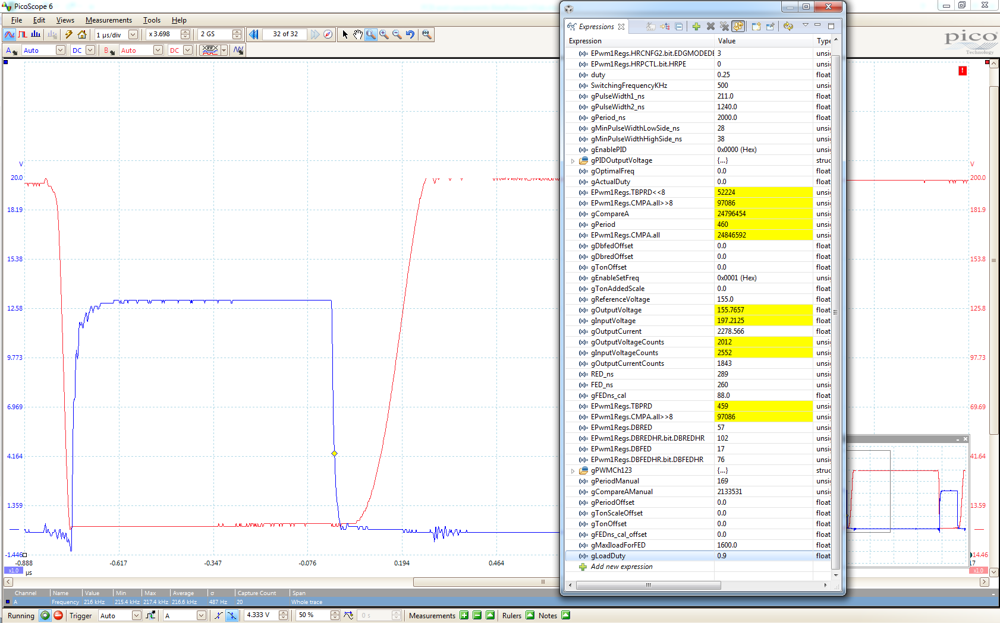 PicoScope 6
File Edit Views Measurements Tools Help
1 µs/div x 3.698 2 GS 32 of 32
A Auto DC B Auto DC
pico
Technology
V
20.0
18.19
15.38
12.58
9.773
6.969
4.164
1.359
-1.446
-0.888 -0.617 -0.347 -0.076 0.194 0.464
x1.0 µs
Expressions
Expression Value Type
(x)= EPwm1Regs.HRCNFG2.bit.EDGMODEDE 3 unsi
(x)= EPwm1Regs.HRPCTL.bit.HRPE 0 unsi
(x)= duty 0.25 float
(x)= SwitchingFrequencyKHz 500 unsi
(x)= gPulseWidth1_ns 211.0 float
(x)= gPulseWidth2_ns 1240.0 float
(x)= gPeriod_ns 2000.0 float
(x)= gMinPulseWidthLowSide_ns 28 unsi
(x)= gMinPulseWidthHighSide_ns 38 unsi
(x)= gEnablePID 0x0000 (Hex) unsi
gPIDOutputVoltage {...} struc
(x)= gOptimalFreq 0.0 float
(x)= gActualDuty 0.0 float
(x)= EPwm1Regs.TBPRD<<8 52224 unsi
(x)= EPwm1Regs.CMPA.all>>8 97086 unsi
(x)= gCompareA 24796454 unsi
(x)= gPeriod 460 unsi
(x)= EPwm1Regs.CMPA.all 24846592 unsi
(x)= gDbfedOffset 0.0 float
(x)= gDbredOffset 0.0 float
(x)= gTonOffset 0.0 float
(x)= gEnableSetFreq 0x0001 (Hex) unsi
(x)= gTonAddedScale 0.0 float
(x)= gReferenceVoltage 155.0 float
(x)= gOutputVoltage 155.7657 float
(x)= gInputVoltage 197.2125 float
(x)= gOutputCurrent 2278.566 float
(x)= gOutputVoltageCounts 2012 unsi
(x)= gInputVoltageCounts 2552 unsi
(x)= gOutputCurrentCounts 1843 unsi
(x)= RED_ns 289 unsi
(x)= FED_ns 260 unsi
(x)= gFEDns_cal 88.0 float
(x)= EPwm1Regs.TBPRD 459 unsi
(x)= EPwm1Regs.CMPA.all>>8 97086 unsi
(x)= EPwm1Regs.DBRED 57 unsi
(x)= EPwm1Regs.DBREDHR.bit.DBREDHR 102 unsi
(x)= EPwm1Regs.DBFED 17 unsi
(x)= EPwm1Regs.DBFEDHR.bit.DBFEDHR 76 unsi
gPWMCh123 {...} struc
(x)= gPeriodManual 169 unsi
(x)= gCompareAManual 2133531 unsi
(x)= gPeriodOffset 0.0 float
(x)= gTonScaleOffset 0.0 float
(x)= gTonOffset 0.0 float
(x)= gFEDns_cal_offset 0.0 float
(x)= gMaxIloadForFED 1600.0 float
(x)= gLoadDuty 0.9 float
Add new expression
V
200.0
181.9
153.8
125.8
97.73
69.69
41.64
13.59
-14.46
17
x1.0
Channel Name Value Min Max Average σ Capture Count Span
A Frequency 216 kHz 215.4 kHz 217.4 kHz 216.6 kHz 487 Hz 20 Whole trace
Running Trigger Auto A 4.333 V 50 % 0 s Measurements Rulers Notes